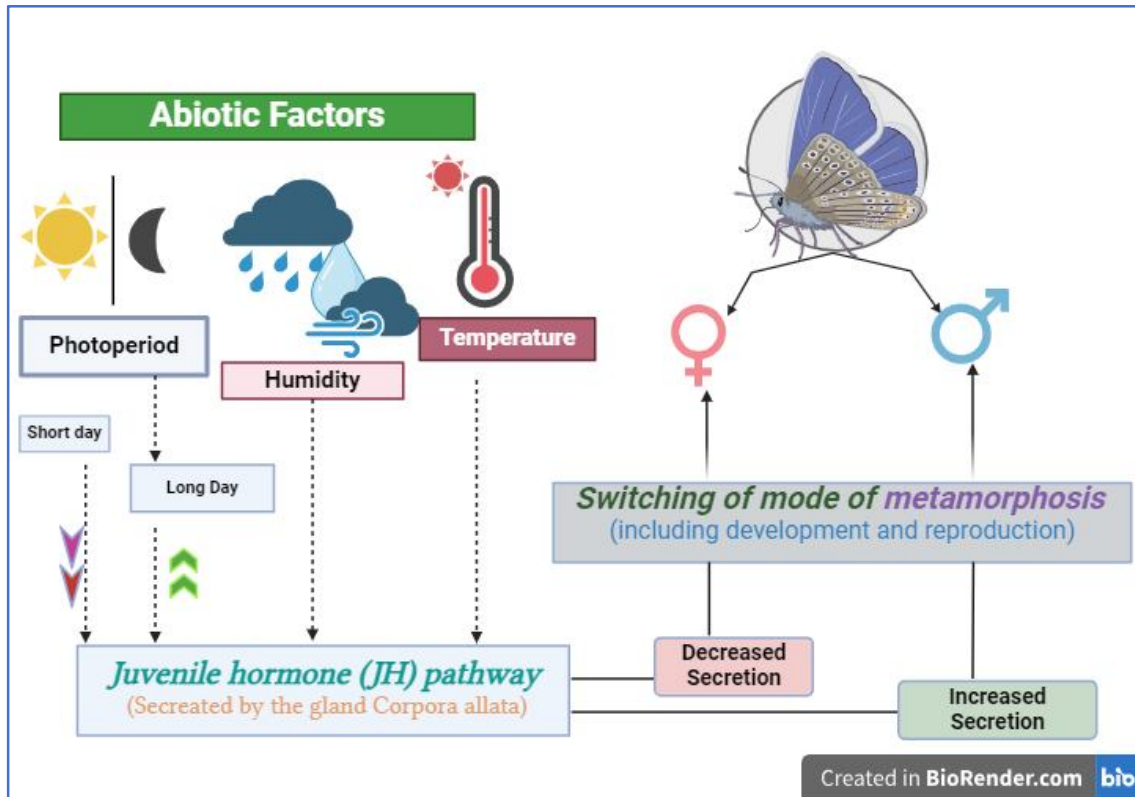 Abiotic Factors
Photoperiod
Humidity
Temperature
Short day
Long Day
Juvenile hormone (JH) pathway
(Secreated by the gland Corpora allata)
Switching of mode of metamorphosis
(including development and reproduction)
Decreased
Secretion
Increased
Secretion
Created in BioRender.com bio